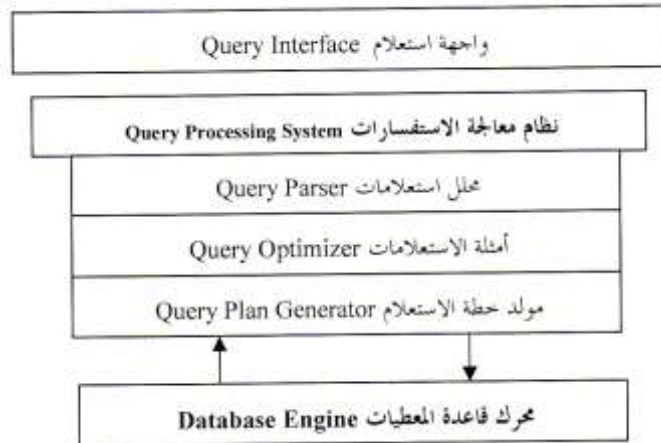 واجهة استعلام Query Interface
نظام معالجة الاستفسارات Query Processing System
محلل استعلامات Query Parser
أمثلة الاستعلامات Query Optimizer
مولد خطة الاستعلام Query Plan Generator
محرك قاعدة المعطيات Database Engine